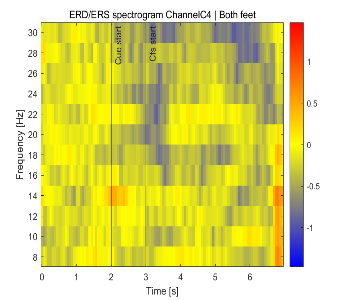 ERD/ERS spectrogram ChannelC4 | Both feet
30
28
26
24
22
20
18
16
14
12
10
8
Frequency [Hz]
Cue start
Cfs start
0 1 2 3 4 5 6
Time [s]
1
0.5
0
-0.5
-1